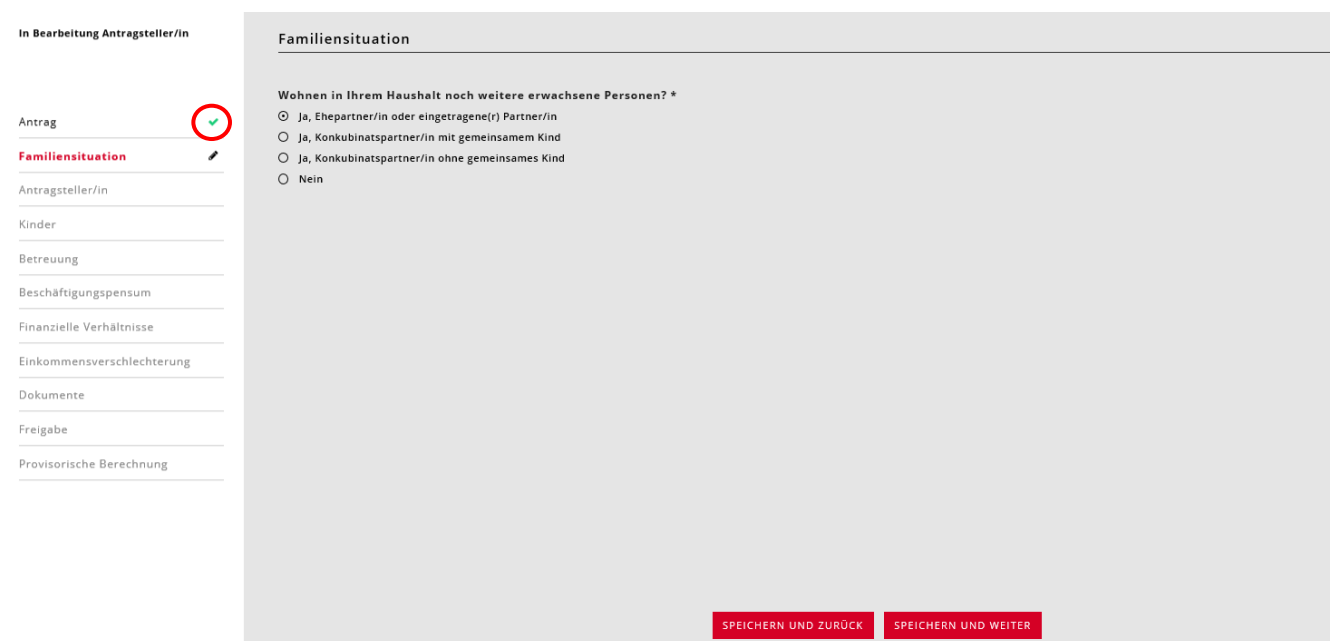 In Bearbeitung Antragsteller/in
Antrag
Familiensituation
Antragsteller/in
Kinder
Betreuung
Beschäftigungspensum
Finanzielle Verhältnisse
Einkommensverschlechterung
Dokumente
Freigabe
Provisorische Berechnung
Familiensituation
Wohnen in Ihrem Haushalt noch weitere erwachsene Personen? *
Ja, Ehepartner/in oder eingetragene(r) Partner/in
Ja, Konkubinatspartner/in mit gemeinsamem Kind
Ja, Konkubinatspartner/in ohne gemeinsames Kind
Nein
SPEICHERN UND ZURÜCK
SPEICHERN UND WEITER